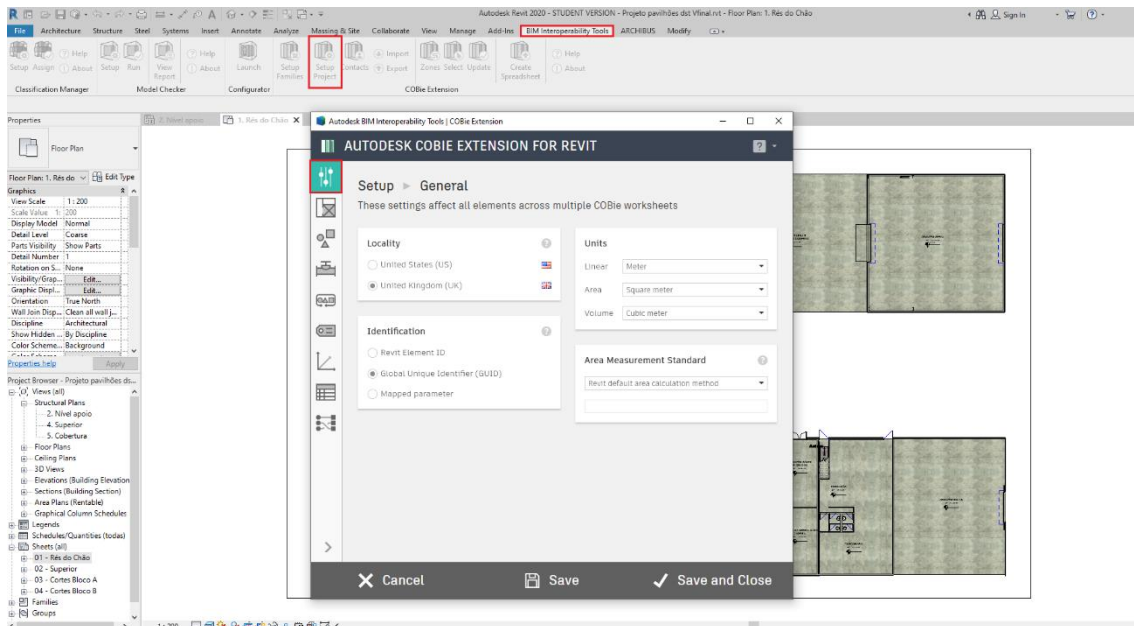 Autodesk Revit 2020 - STUDENT VERSION - Projeto pavilhões dst Vfinal.rvt - Floor Plan: 1. Rés do Chão
Sign In
File Architecture Structure Steel Systems Insert Annotate Analyze Massing & Site Collaborate View Manage Add-Ins BIM Interoperability Tools ARCHIBUS Modify
Help Help Import Help
Setup Assign About Setup Run View Report About Launch Setup Families Setup Project Contacts Export Zones Select Update Create Spreadsheet About
Classification Manager Model Checker Configurator COBie Extension
Properties
2. Nível apoio
1. Rés do Chão
Floor Plan
Floor Plan: 1. Rés do
Edit Type
Graphics
View Scale 1 : 200
Scale Value 1: 200
Display Model Normal
Detail Level Coarse
Parts Visibility Show Parts
Detail Number 1
Rotation on S... None
Visibility/Grap... Edit...
Graphic Displ... Edit...
Orientation True North
Wall Join Disp... Clean all wall j...
Discipline Architectural
Show Hidden ... By Discipline
Color Scheme... Background
Color Scheme
Properties help
Apply
Project Browser - Projeto pavilhões ds...
Views (all)
Structural Plans
2. Nível apoio
4. Superior
5. Cobertura
Floor Plans
Ceiling Plans
3D Views
Elevations (Building Elevation
Sections (Building Section)
Area Plans (Rentable)
Graphical Column Schedules
Legends
Schedules/Quantities (todas)
Sheets (all)
01 - Rés do Chão
02 - Superior
03 - Cortes Bloco A
04 - Cortes Bloco B
Families
Groups
Autodesk BIM Interoperability Tools | COBie Extension
AUTODESK COBIE EXTENSION FOR REVIT
Setup General
These settings affect all elements across multiple COBie worksheets
Locality
United States (US)
United Kingdom (UK)
Identification
Revit Element ID
Global Unique Identifier (GUID)
Mapped parameter
Units
Linear Meter
Area Square meter
Volume Cubic meter
Area Measurement Standard
Revit default area calculation method
Cancel
Save
Save and Close
1 : 200